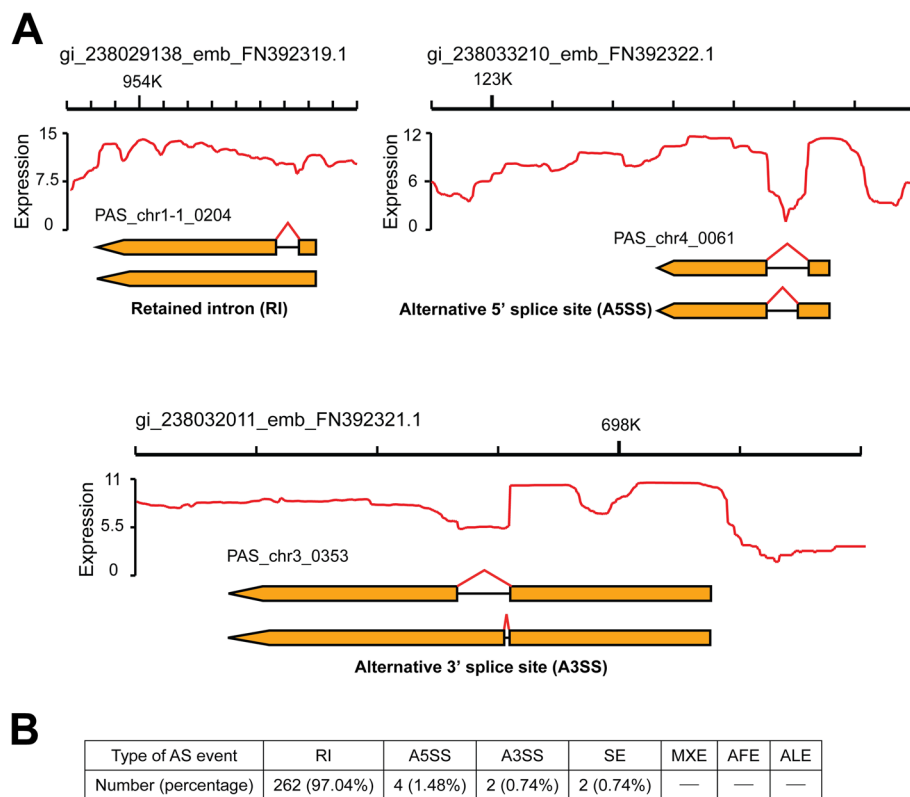 A
gi_238029138_emb_FN392319.1
954K
Expression
15
7.5
0
PAS_chr1-1_0204
Retained intron (RI)
gi_238033210_emb_FN392322.1
123K
Expression
12
6
0
PAS_chr4_0061
Alternative 5’ splice site (A5SS)
gi_238032011_emb_FN392321.1
698K
Expression
11
5.5
0
PAS_chr3_0353
Alternative 3’ splice site (A3SS)
B
Type of AS event RI A5SS A3SS SE MXE AFE ALE
Number (percentage) 262 (97.04%) 4 (1.48%) 2 (0.74%) 2 (0.74%) — — —